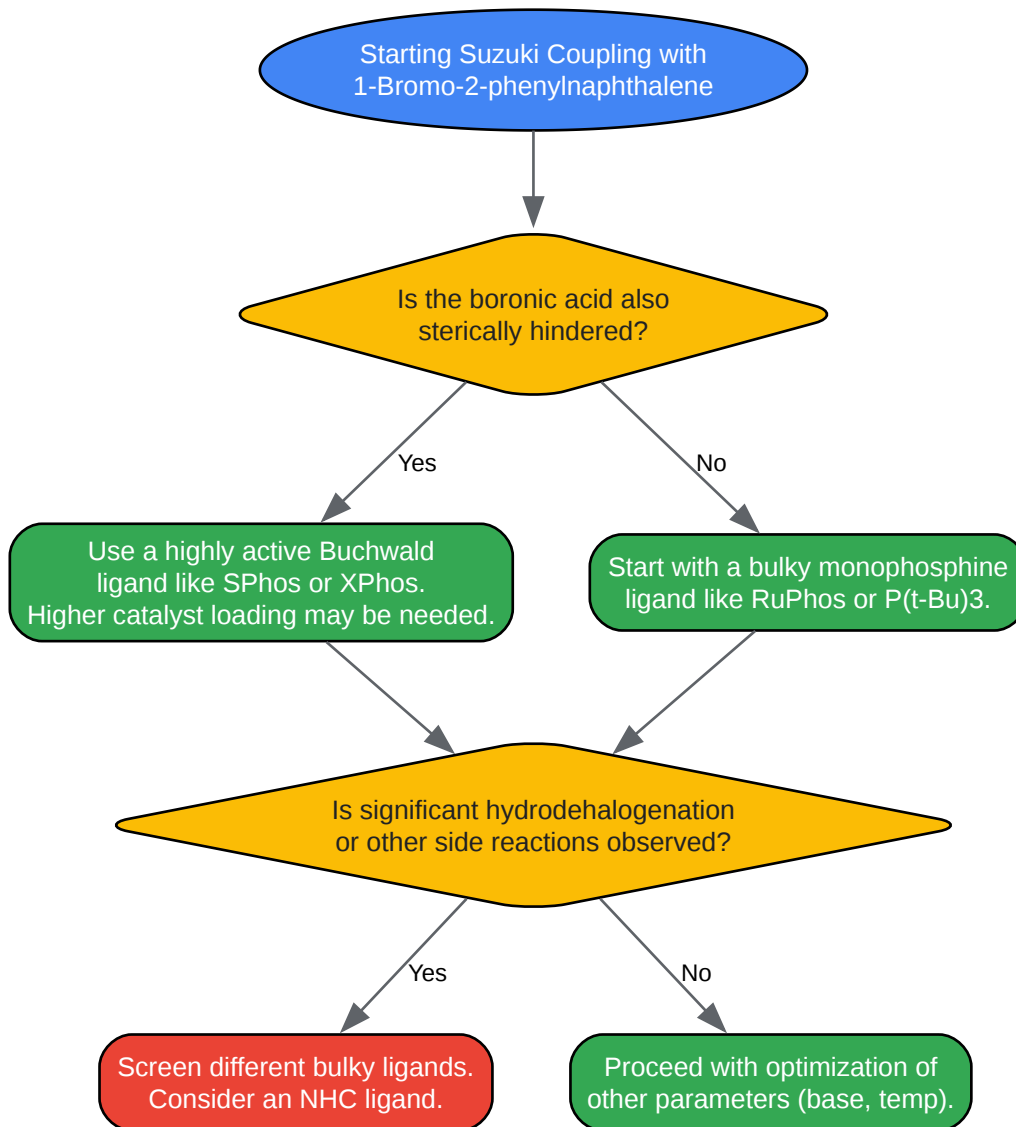 Starting Suzuki Coupling with
1-Bromo-2-phenylnaphthalene
Is the boronic acid also
sterically hindered?
Yes
No
Use a highly active Buchwald
ligand like SPhos or XPhos.
Higher catalyst loading may be needed.
Start with a bulky monophosphine
ligand like RuPhos or P(t-Bu)3.
Is significant hydrodehalogenation
or other side reactions observed?
Yes
No
Screen different bulky ligands.
Consider an NHC ligand.
Proceed with optimization of
other parameters (base, temp).